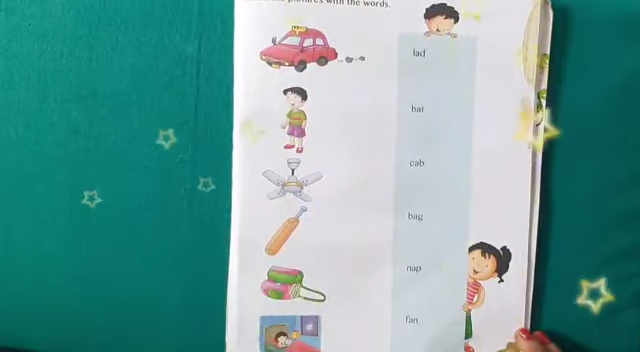 pictures with the words.
lad
bat
cab
bag
nap
fan